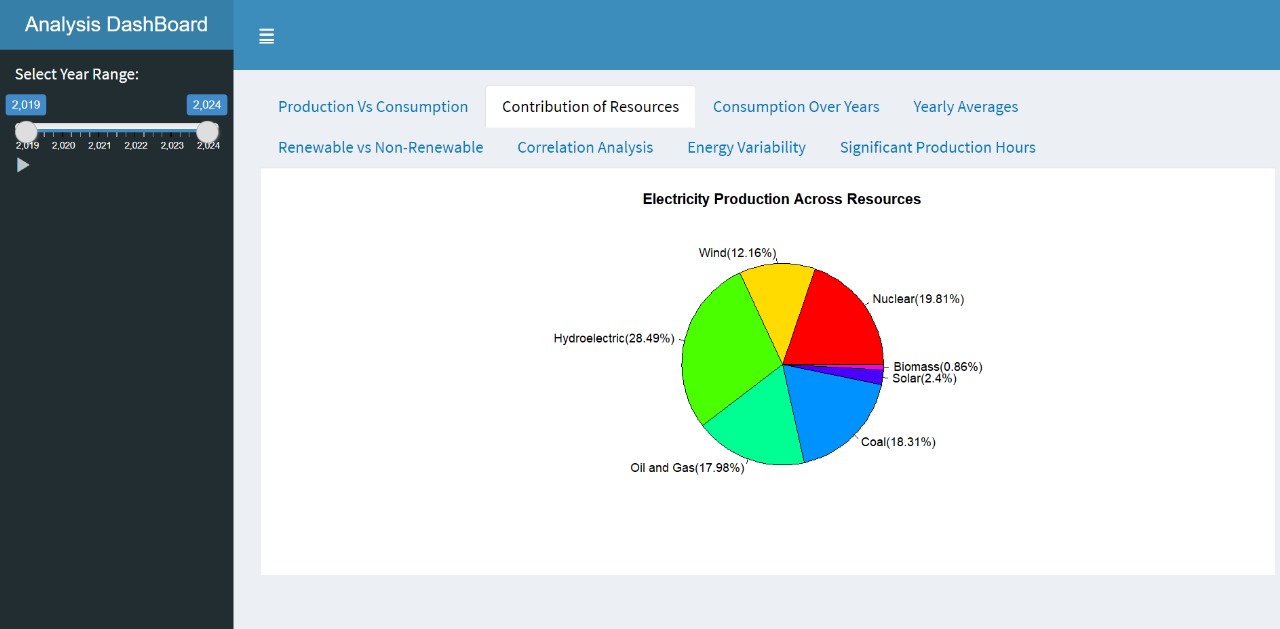 Analysis DashBoard
Select Year Range:
2,019 2,024
2,019 2,020 2,021 2,022 2,023 2,024
Production Vs Consumption Contribution of Resources Consumption Over Years Yearly Averages
Renewable vs Non-Renewable Correlation Analysis Energy Variability Significant Production Hours
Electricity Production Across Resources
Wind(12.16%)
Nuclear(19.81%)
Hydroelectric(28.49%)
Biomass(0.86%)
Solar(2.4%)
Coal(18.31%)
Oil and Gas(17.98%)